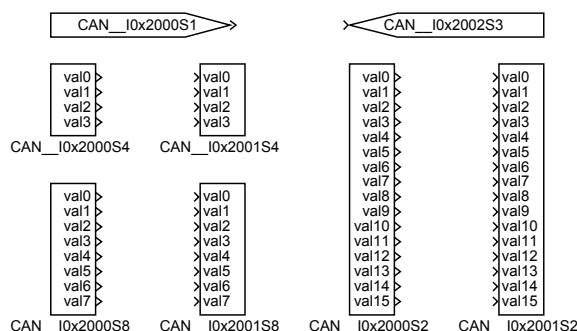 CAN__I0x2000S1
CAN__I0x2002S3
val0
val1
val2
val3
CAN__I0x2000S4
val0
val1
val2
val3
CAN__I0x2001S4
val0
val1
val2
val3
val4
val5
val6
val7
CAN__I0x2000S8
val0
val1
val2
val3
val4
val5
val6
val7
CAN__I0x2001S8
val0
val1
val2
val3
val4
val5
val6
val7
val8
val9
val10
val11
val12
val13
val14
val15
CAN__I0x2000S2
val0
val1
val2
val3
val4
val5
val6
val7
val8
val9
val10
val11
val12
val13
val14
val15
CAN__I0x2001S2